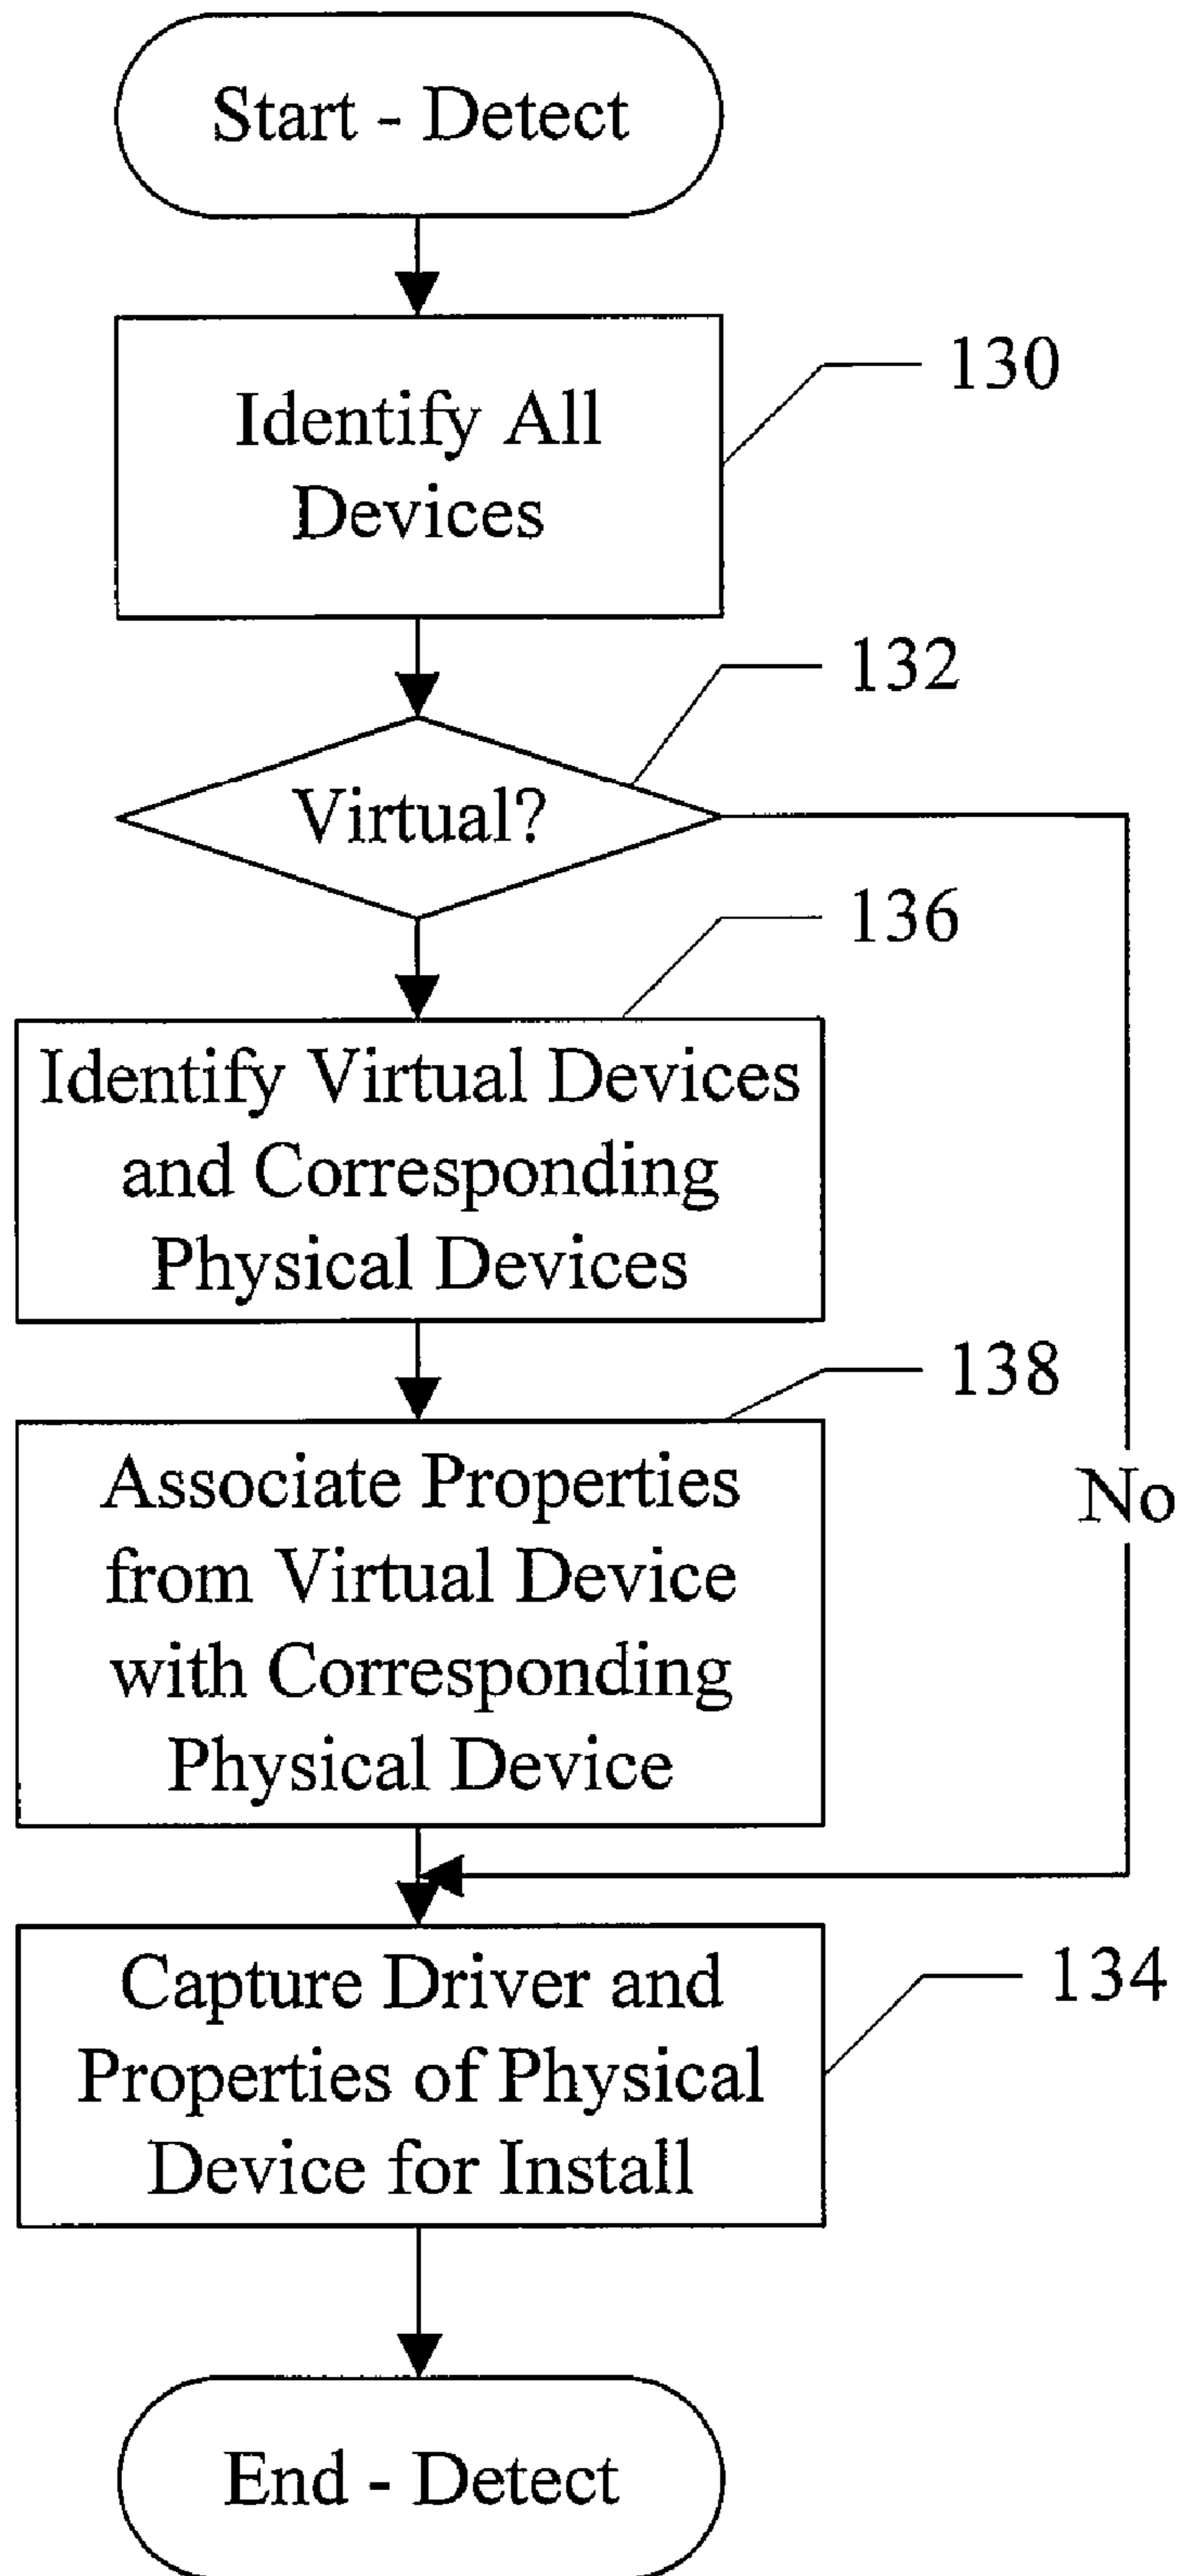 Start - Detect
130
Identify All
Devices
132
Virtual?
136
Identify Virtual Devices
and Corresponding
Physical Devices
138
Associate Properties
from Virtual Device
with Corresponding
Physical Device
No
134
Capture Driver and
Properties of Physical
Device for Install
End - Detect